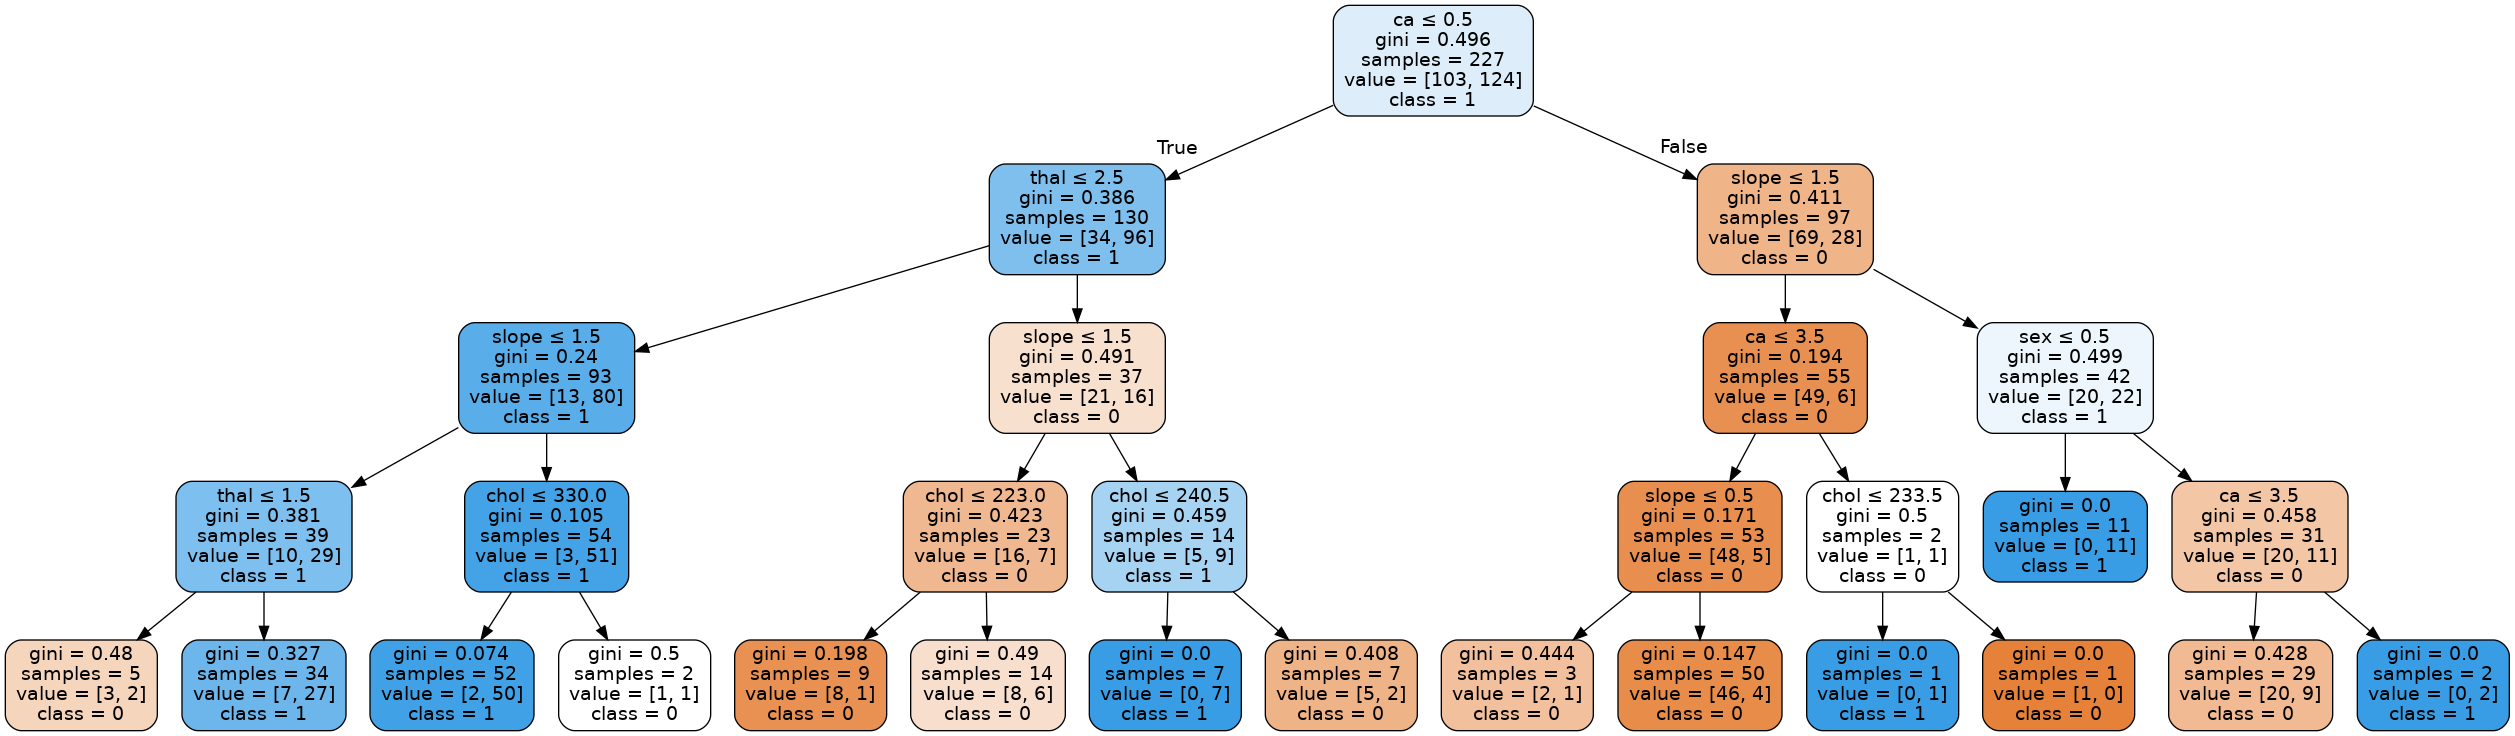 ca ≤ 0.5
gini = 0.496
samples = 227
value = [103, 124]
class = 1
True
False
thal ≤ 2.5
gini = 0.386
samples = 130
value = [34, 96]
class = 1
slope ≤ 1.5
gini = 0.411
samples = 97
value = [69, 28]
class = 0
slope ≤ 1.5
gini = 0.24
samples = 93
value = [13, 80]
class = 1
slope ≤ 1.5
gini = 0.491
samples = 37
value = [21, 16]
class = 0
ca ≤ 3.5
gini = 0.194
samples = 55
value = [49, 6]
class = 0
sex ≤ 0.5
gini = 0.499
samples = 42
value = [20, 22]
class = 1
thal ≤ 1.5
gini = 0.381
samples = 39
value = [10, 29]
class = 1
chol ≤ 330.0
gini = 0.105
samples = 54
value = [3, 51]
class = 1
chol ≤ 223.0
gini = 0.423
samples = 23
value = [16, 7]
class = 0
chol ≤ 240.5
gini = 0.459
samples = 14
value = [5, 9]
class = 1
slope ≤ 0.5
gini = 0.171
samples = 53
value = [48, 5]
class = 0
chol ≤ 233.5
gini = 0.5
samples = 2
value = [1, 1]
class = 0
gini = 0.0
samples = 11
value = [0, 11]
class = 1
ca ≤ 3.5
gini = 0.458
samples = 31
value = [20, 11]
class = 0
gini = 0.48
samples = 5
value = [3, 2]
class = 0
gini = 0.327
samples = 34
value = [7, 27]
class = 1
gini = 0.074
samples = 52
value = [2, 50]
class = 1
gini = 0.5
samples = 2
value = [1, 1]
class = 0
gini = 0.198
samples = 9
value = [8, 1]
class = 0
gini = 0.49
samples = 14
value = [8, 6]
class = 0
gini = 0.0
samples = 7
value = [0, 7]
class = 1
gini = 0.408
samples = 7
value = [5, 2]
class = 0
gini = 0.444
samples = 3
value = [2, 1]
class = 0
gini = 0.147
samples = 50
value = [46, 4]
class = 0
gini = 0.0
samples = 1
value = [0, 1]
class = 1
gini = 0.0
samples = 1
value = [1, 0]
class = 0
gini = 0.428
samples = 29
value = [20, 9]
class = 0
gini = 0.0
samples = 2
value = [0, 2]
class = 1